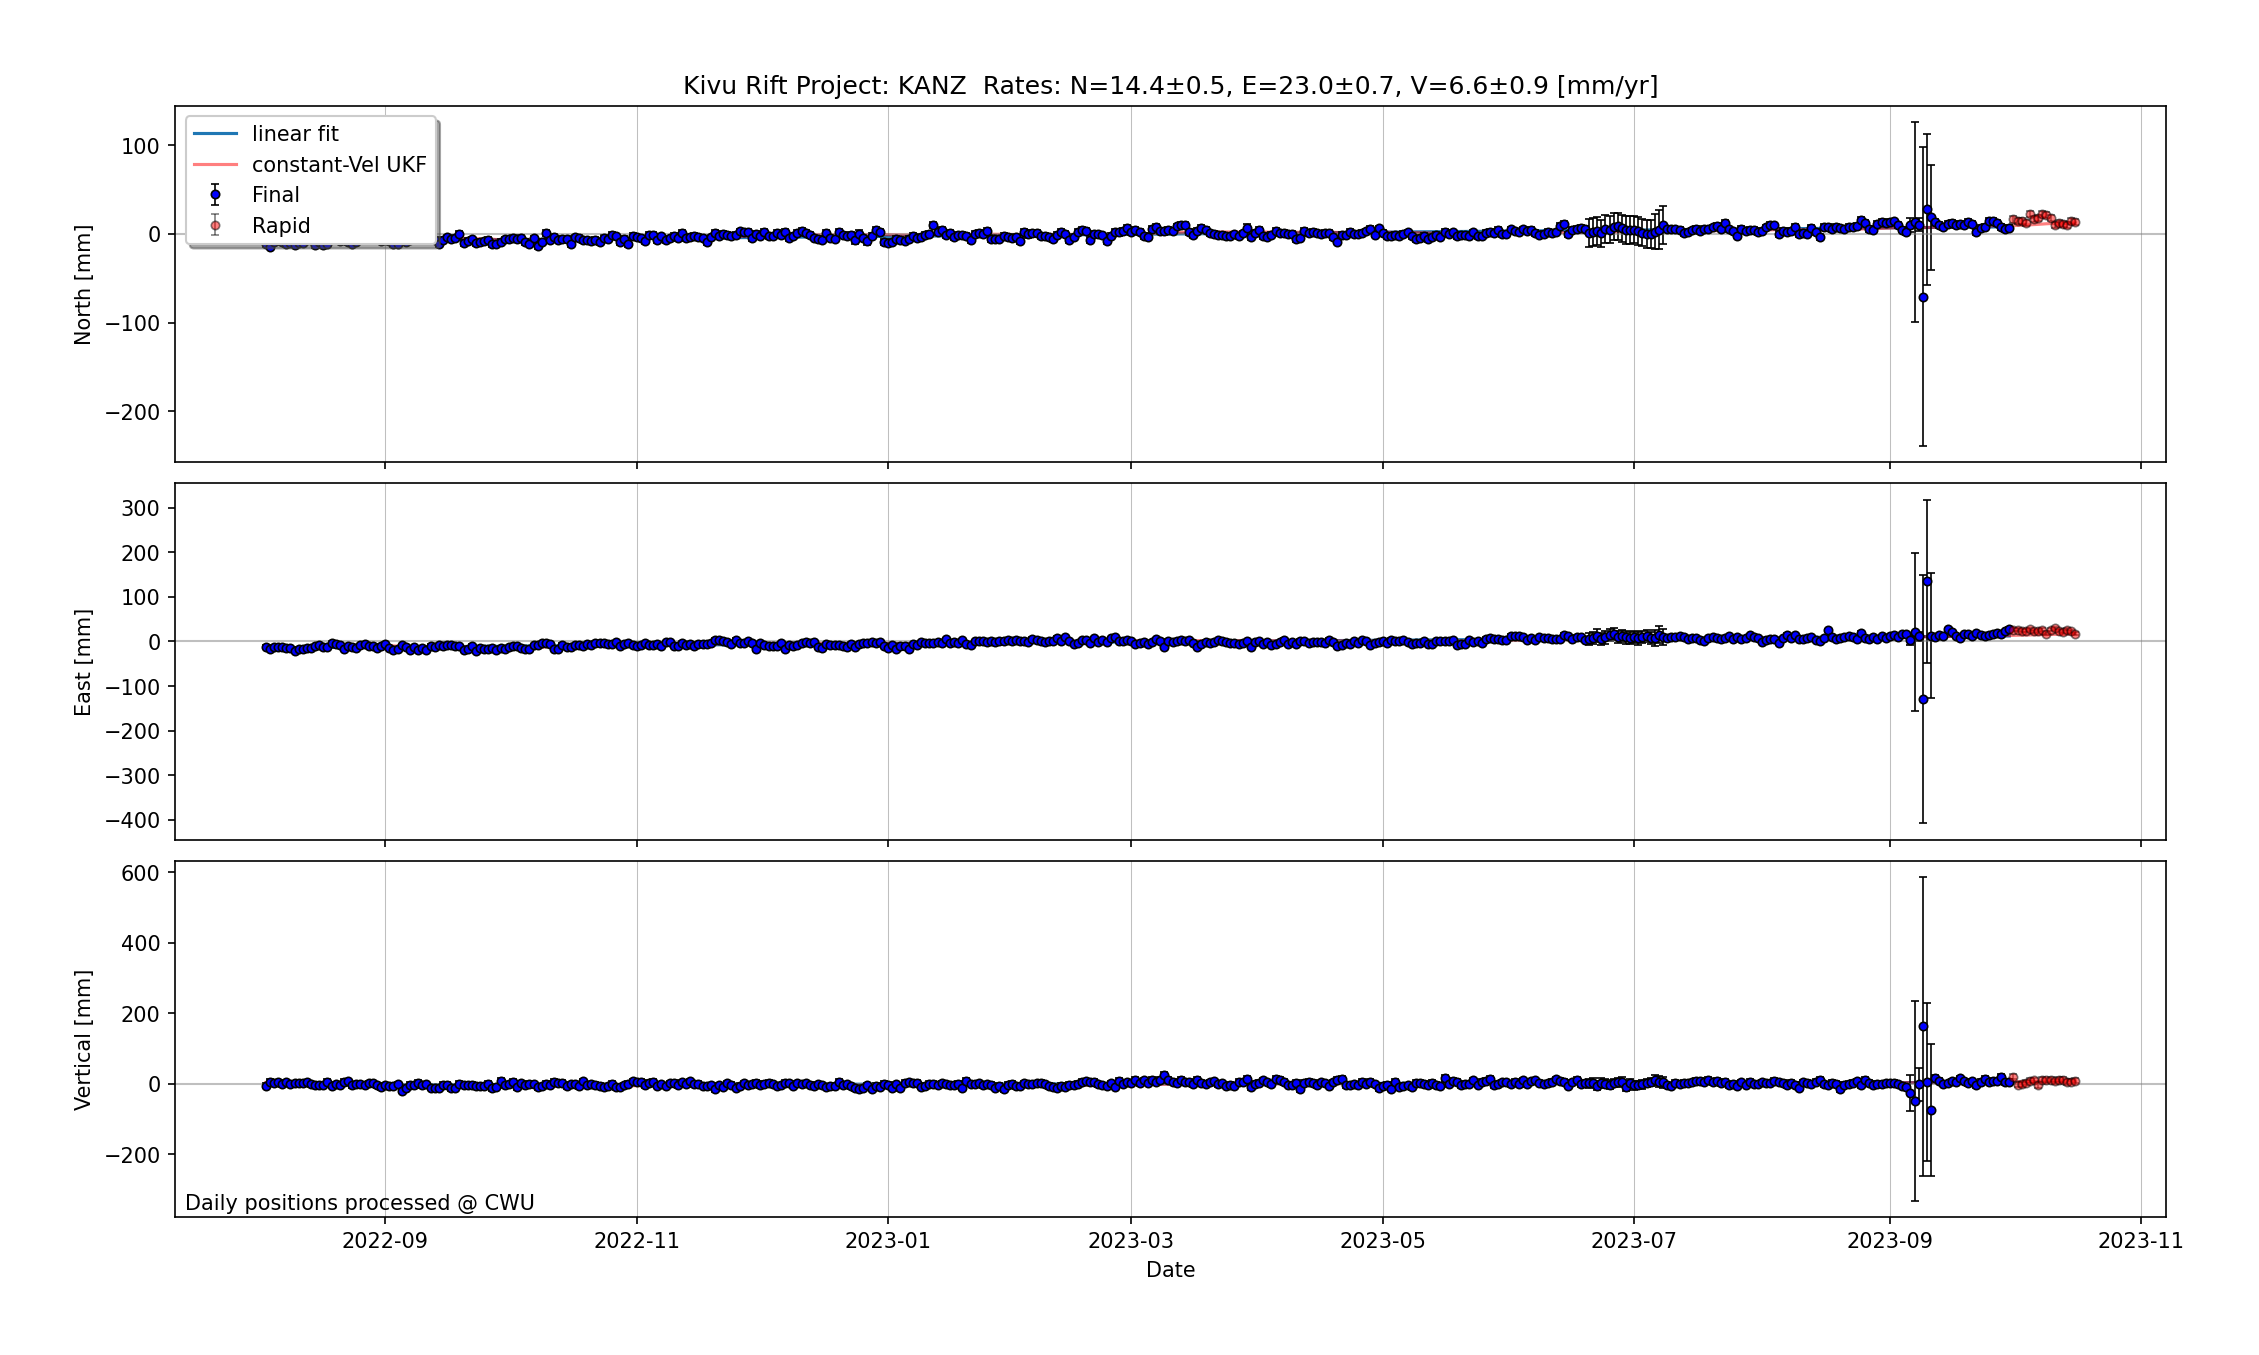 Kivu Rift Project: KANZ  Rates: N=14.4±0.5, E=23.0±0.7, V=6.6±0.9 [mm/yr]
linear fit
constant-Vel UKF
Final
Rapid
North [mm]
100
0
−100
−200
East [mm]
300
200
100
0
−100
−200
−300
−400
Vertical [mm]
600
400
200
0
−200
Daily positions processed @ CWU
2022-09 2022-11 2023-01 2023-03 2023-05 2023-07 2023-09 2023-11
Date